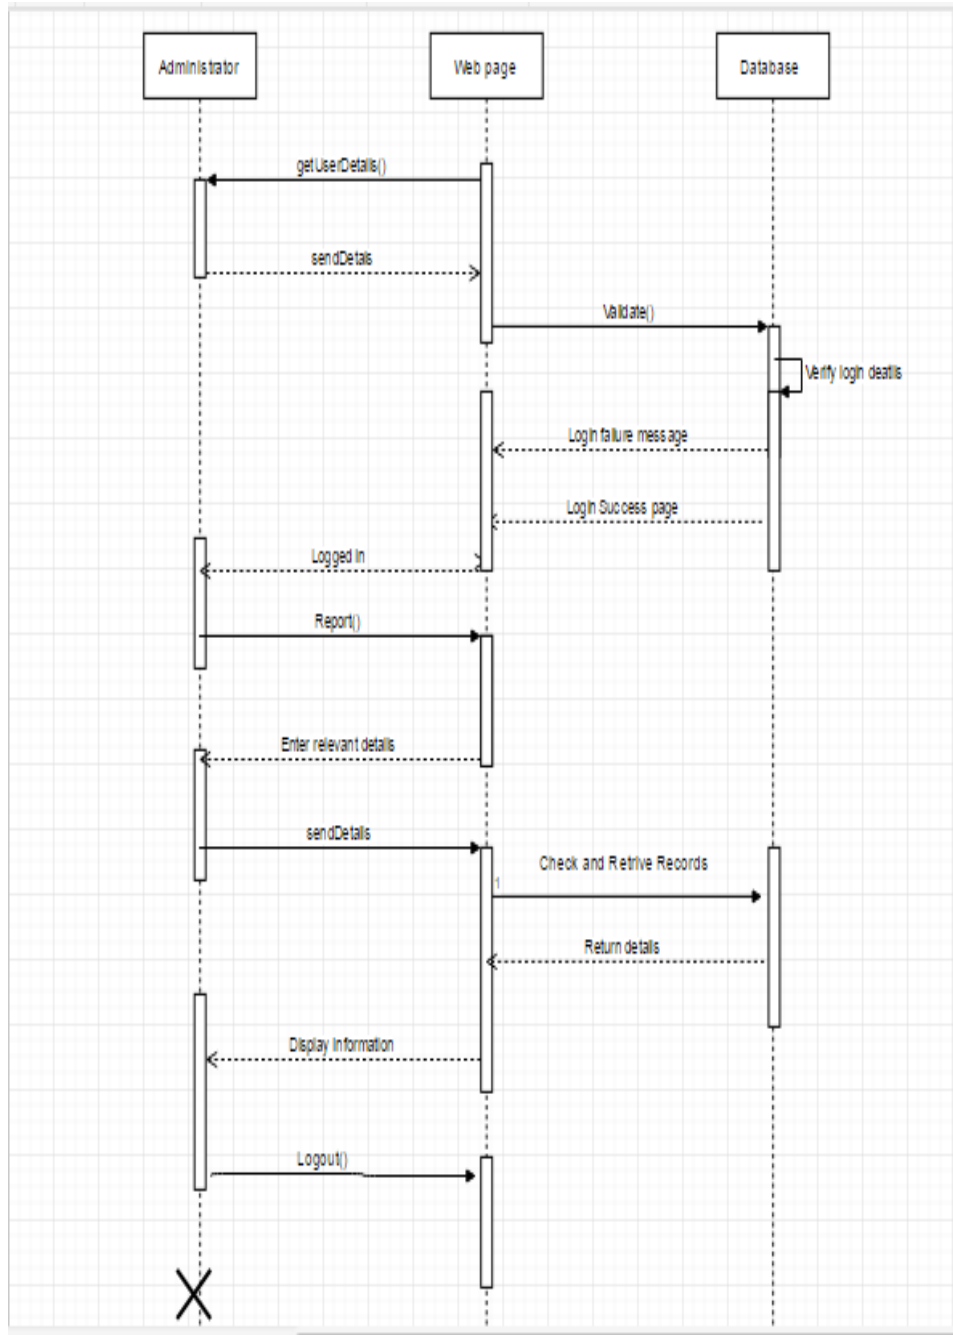 Administrator
Web page
Database
getUserDetails()
sendDetais
Validate()
Verify login deatils
Login failure message
Login Success page
Logged in
Report()
Enter relevant details
sendDetails
Check and Retrive Records
1
Return details
Display Information
Logout()